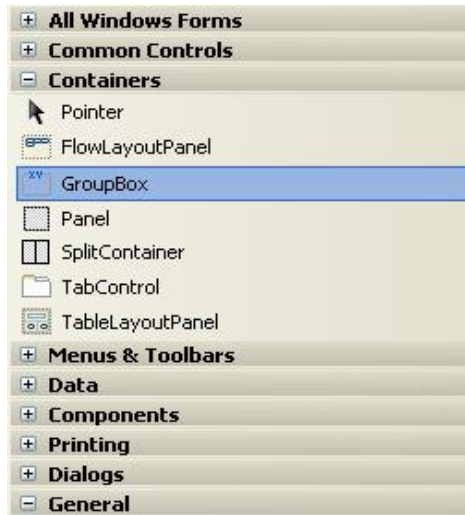 All Windows Forms
Common Controls
Containers
Pointer
FlowLayoutPanel
XY
GroupBox
Panel
SplitContainer
TabControl
TableLayoutPanel
Menus & Toolbars
Data
Components
Printing
Dialogs
General